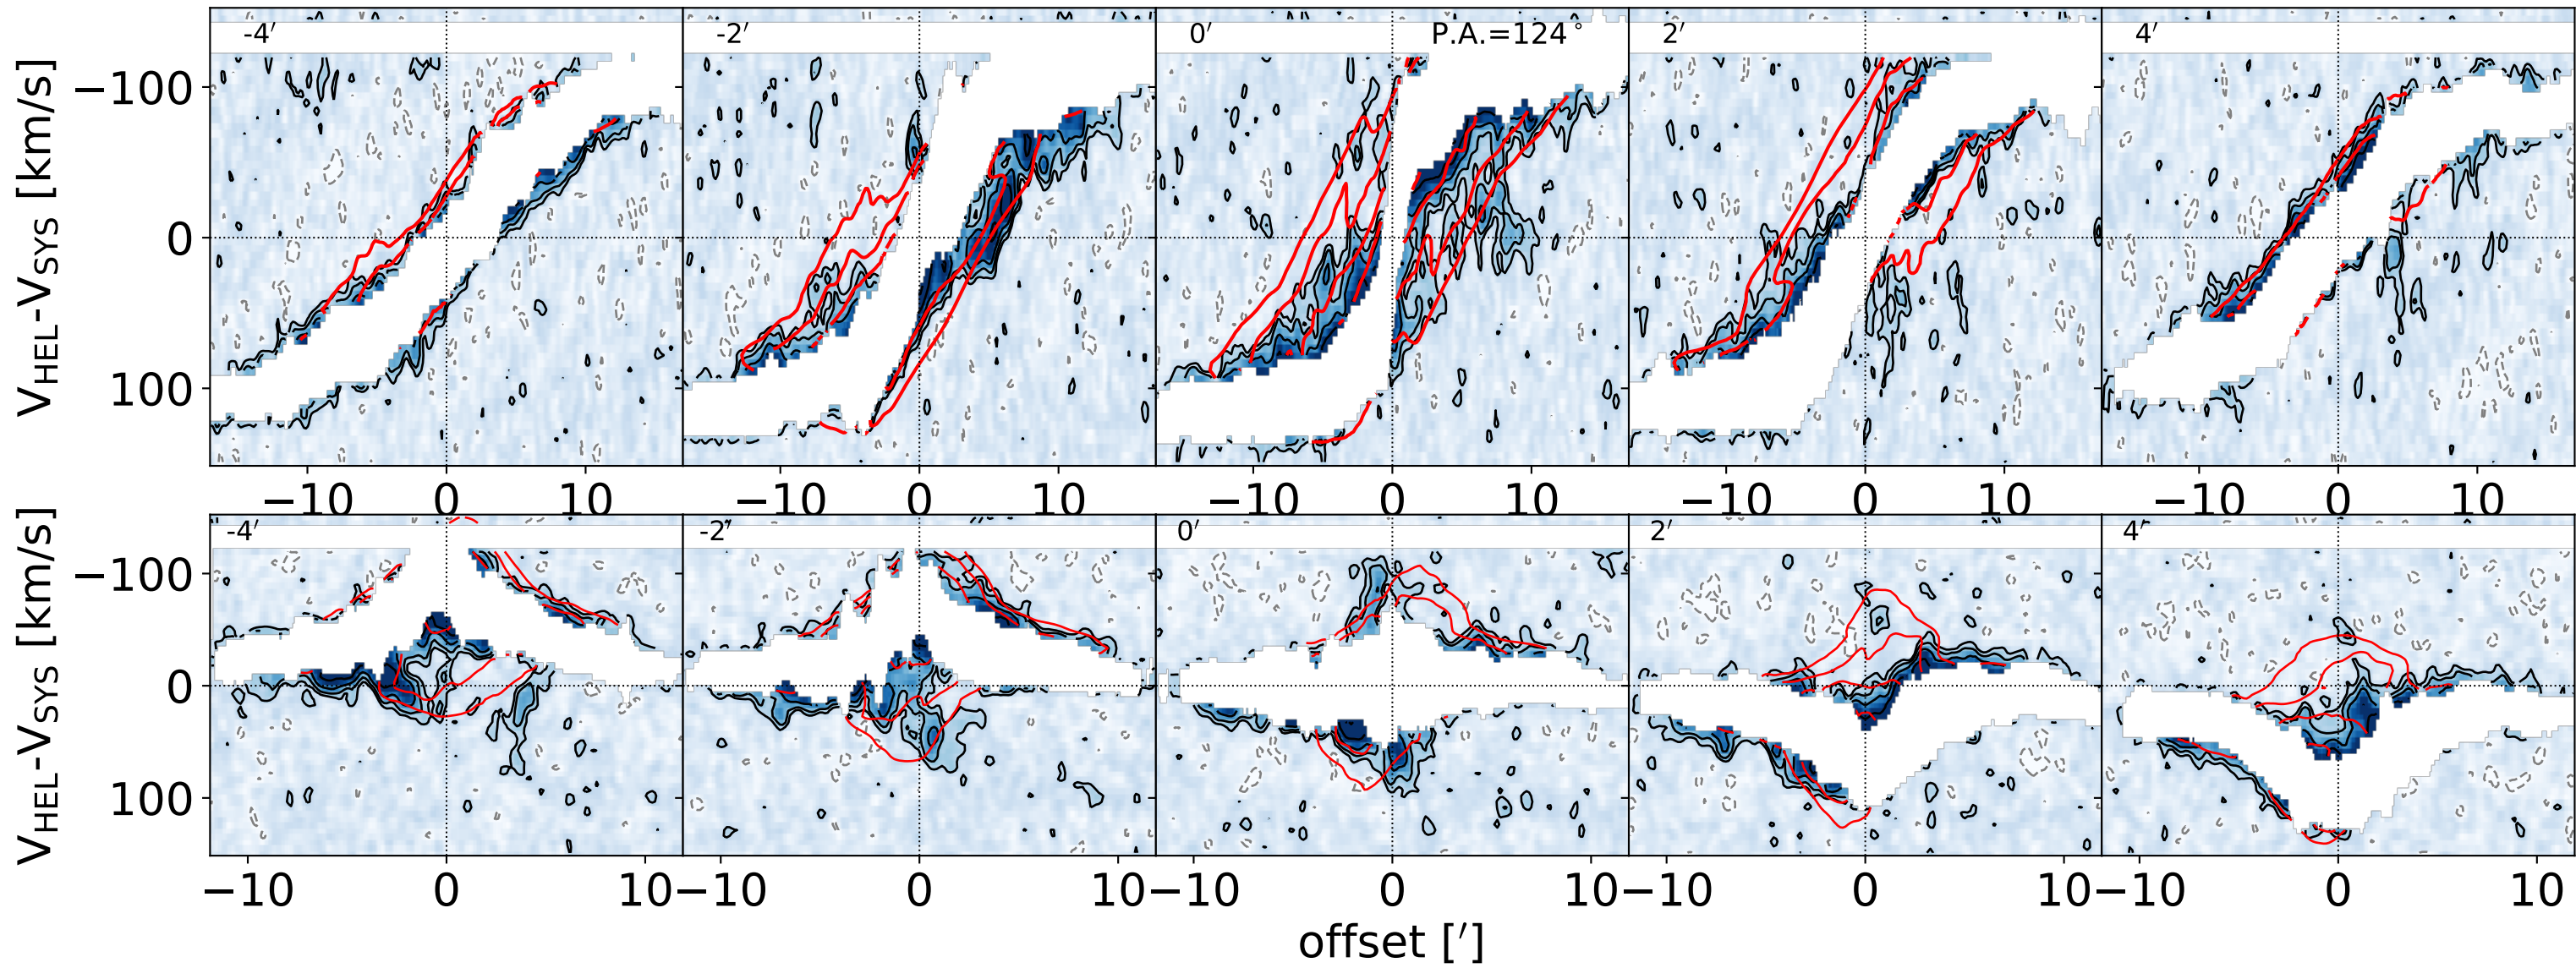 -4′ -2′ 0′ P.A.=124° 2′ 4′
V_HEL-V_SYS [km/s]
−100
0
100
−10 0 10 −10 0 10 −10 0 10 −10 0 10 −10 0 10
-4′ -2′ 0′ 2′ 4′
V_HEL-V_SYS [km/s]
−100
0
100
−10 0 10 −10 0 10 −10 0 10 −10 0 10 −10 0 10
offset [′]